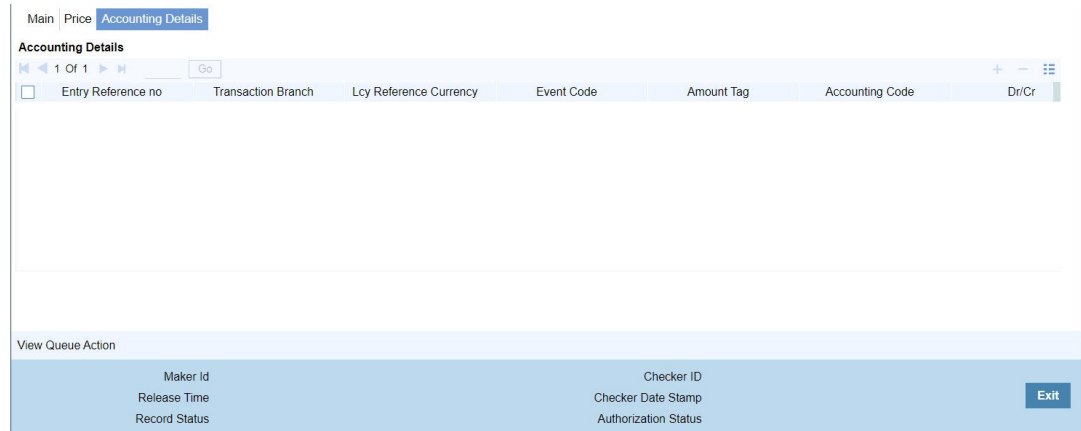 Main Price Accounting Details
Accounting Details
1 Of 1 Go
Entry Reference no Transaction Branch Lcy Reference Currency Event Code Amount Tag Accounting Code Dr/Cr
View Queue Action
Maker Id Checker ID
Release Time Checker Date Stamp Exit
Record Status Authorization Status